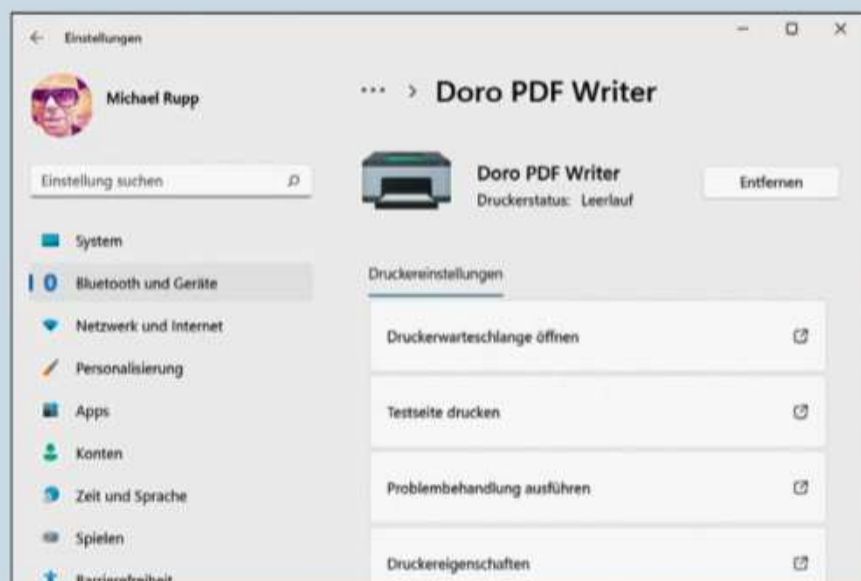 Einstellungen
Michael Rupp
Einstellung suchen
System
Bluetooth und Geräte
Netzwerk und Internet
Personalisierung
Apps
Konten
Zeit und Sprache
Spielen
Barrierefreiheit
... > Doro PDF Writer
Doro PDF Writer
Druckerstatus: Leerlauf
Entfernen
Druckereinstellungen
Druckerwarteschlange öffnen
Testseite drucken
Problembehandlung ausführen
Druckereigenschaften